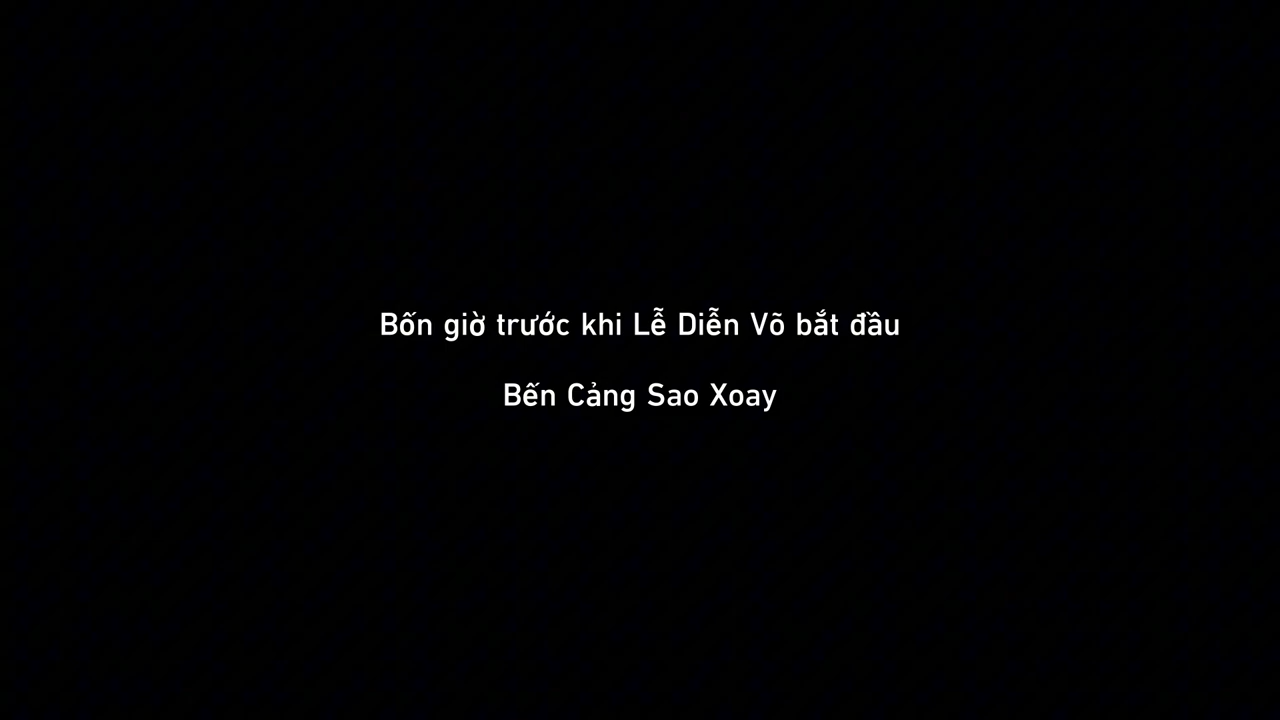 Bốn giờ trước khi Lễ Diễn Võ bắt đầu
Bến Cảng Sao Xoay